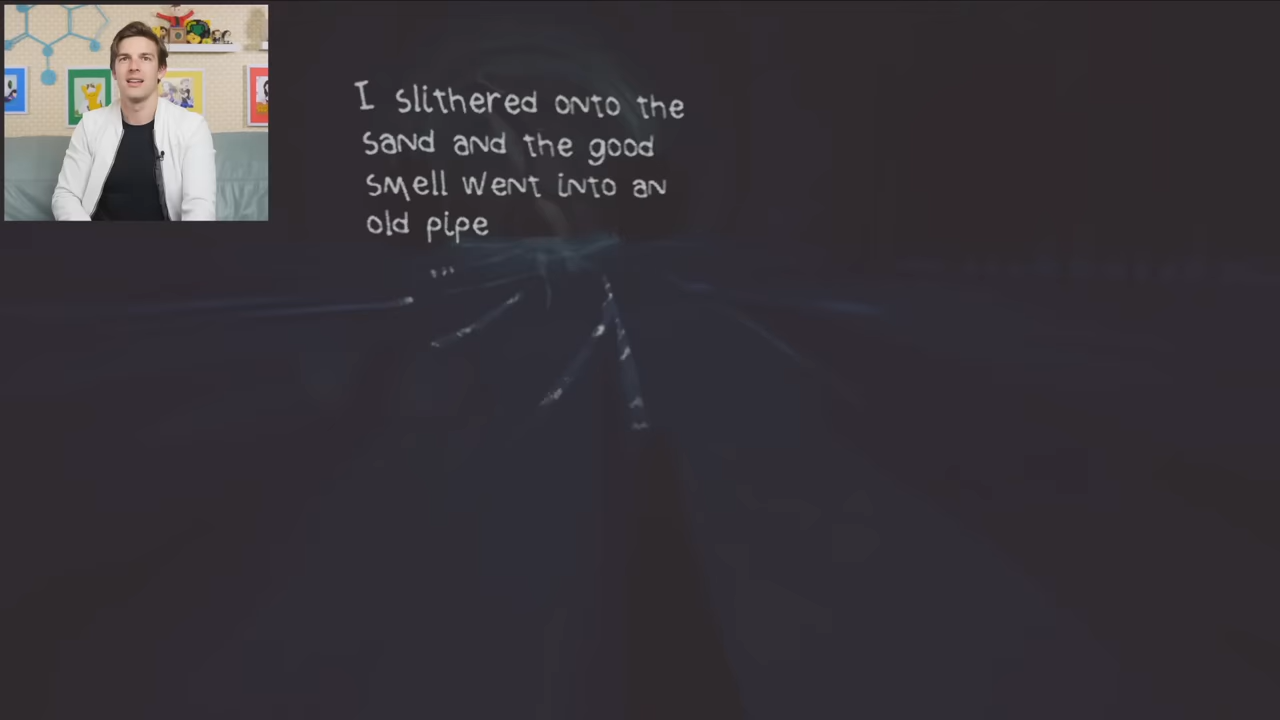 I slithered onto the
sand and the good
smell went into an
old pipe
...